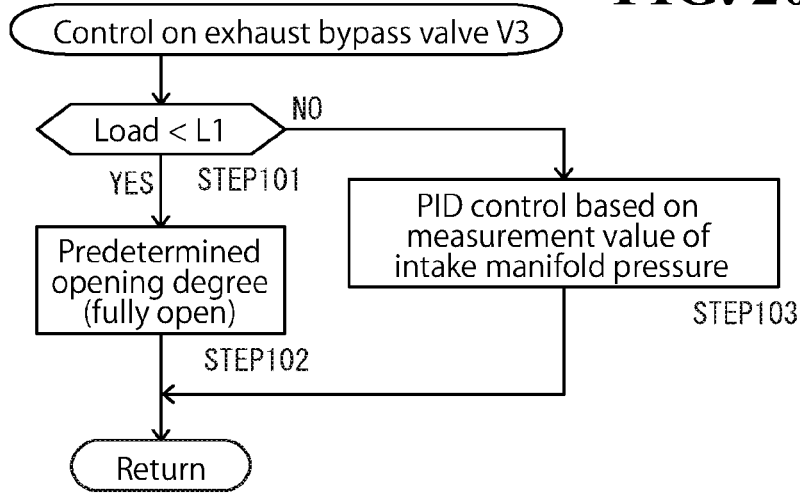 Control on exhaust bypass valve V3
Load < L1
NO
YES
STEP101
Predetermined
opening degree
(fully open)
STEP102
PID control based on
measurement value of
intake manifold pressure
STEP103
Return